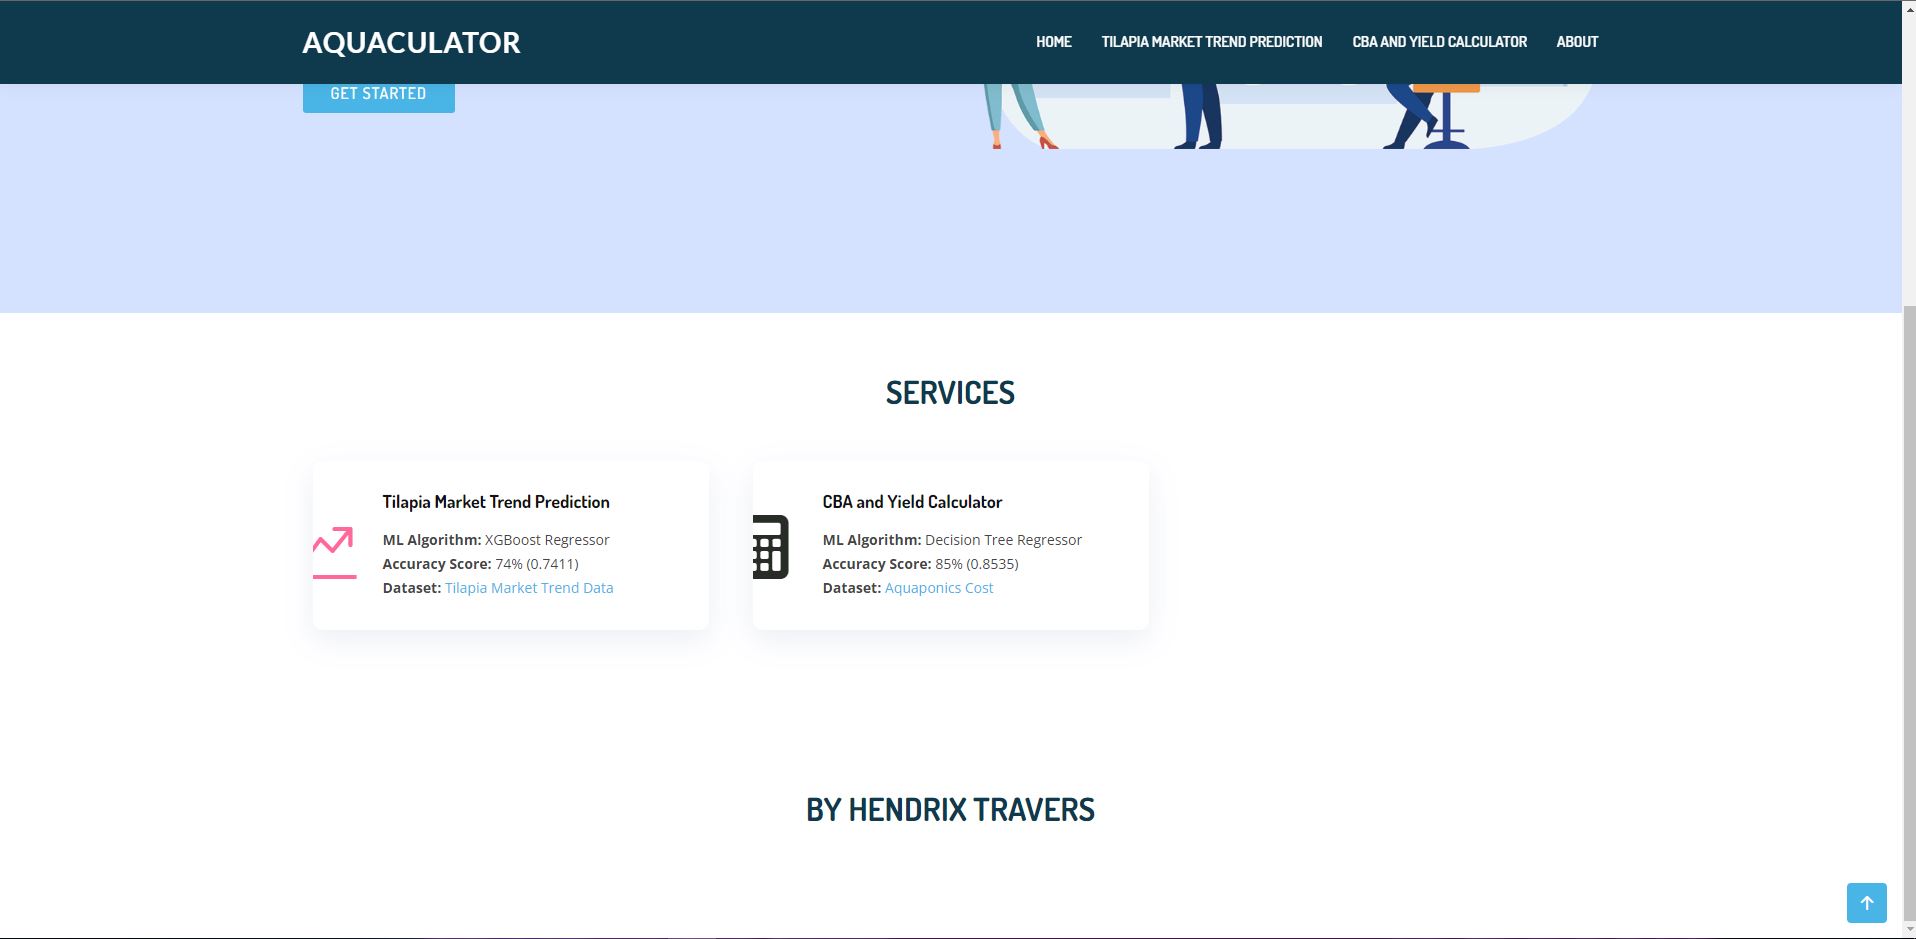 AQUACULATOR
HOME
TILAPIA MARKET TREND PREDICTION
CBA AND YIELD CALCULATOR
ABOUT
GET STARTED
SERVICES
Tilapia Market Trend Prediction
ML Algorithm: XGBoost Regressor
Accuracy Score: 74% (0.7411)
Dataset: Tilapia Market Trend Data
CBA and Yield Calculator
ML Algorithm: Decision Tree Regressor
Accuracy Score: 85% (0.8535)
Dataset: Aquaponics Cost
BY HENDRIX TRAVERS